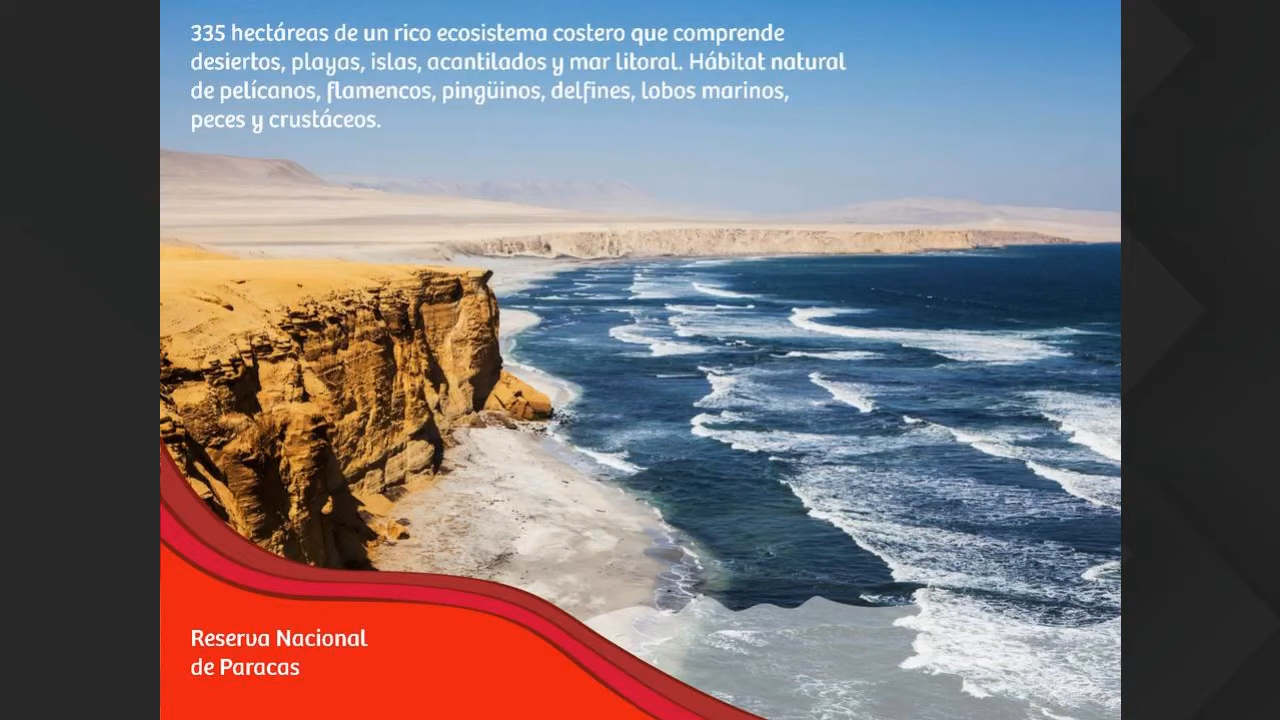 335 hectáreas de un rico ecosistema costero que comprende
desiertos, playas, islas, acantilados y mar litoral. Hábitat natural
de pelícanos, flamencos, pingüinos, delfines, lobos marinos,
peces y crustáceos.
Reserva Nacional
de Paracas